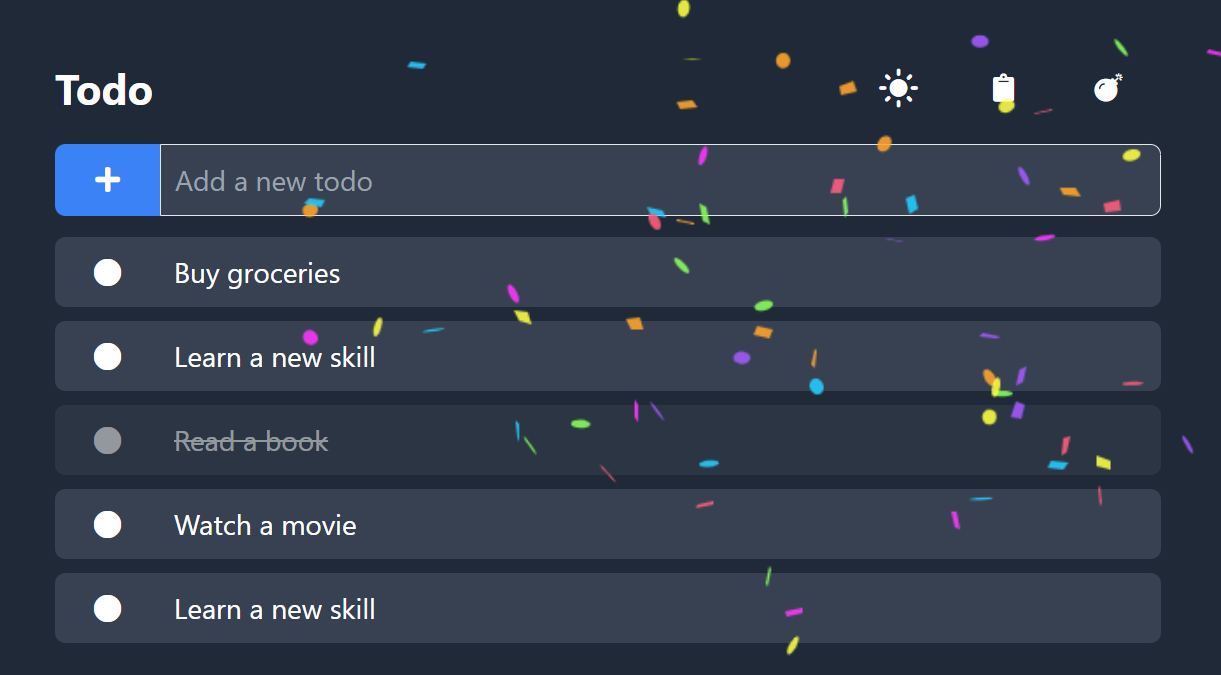 Todo
Add a new todo
Buy groceries
Learn a new skill
Read a book
Watch a movie
Learn a new skill